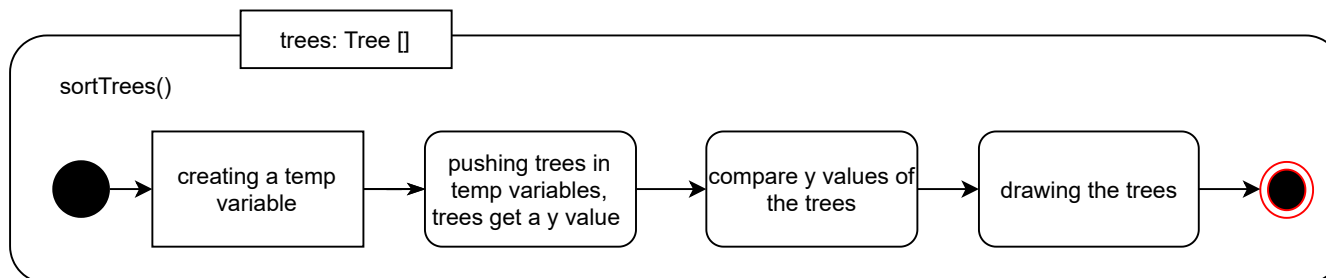 trees: Tree []
sortTrees()
creating a temp
variable
pushing trees in
temp variables,
trees get a y value
compare y values of
the trees
drawing the trees